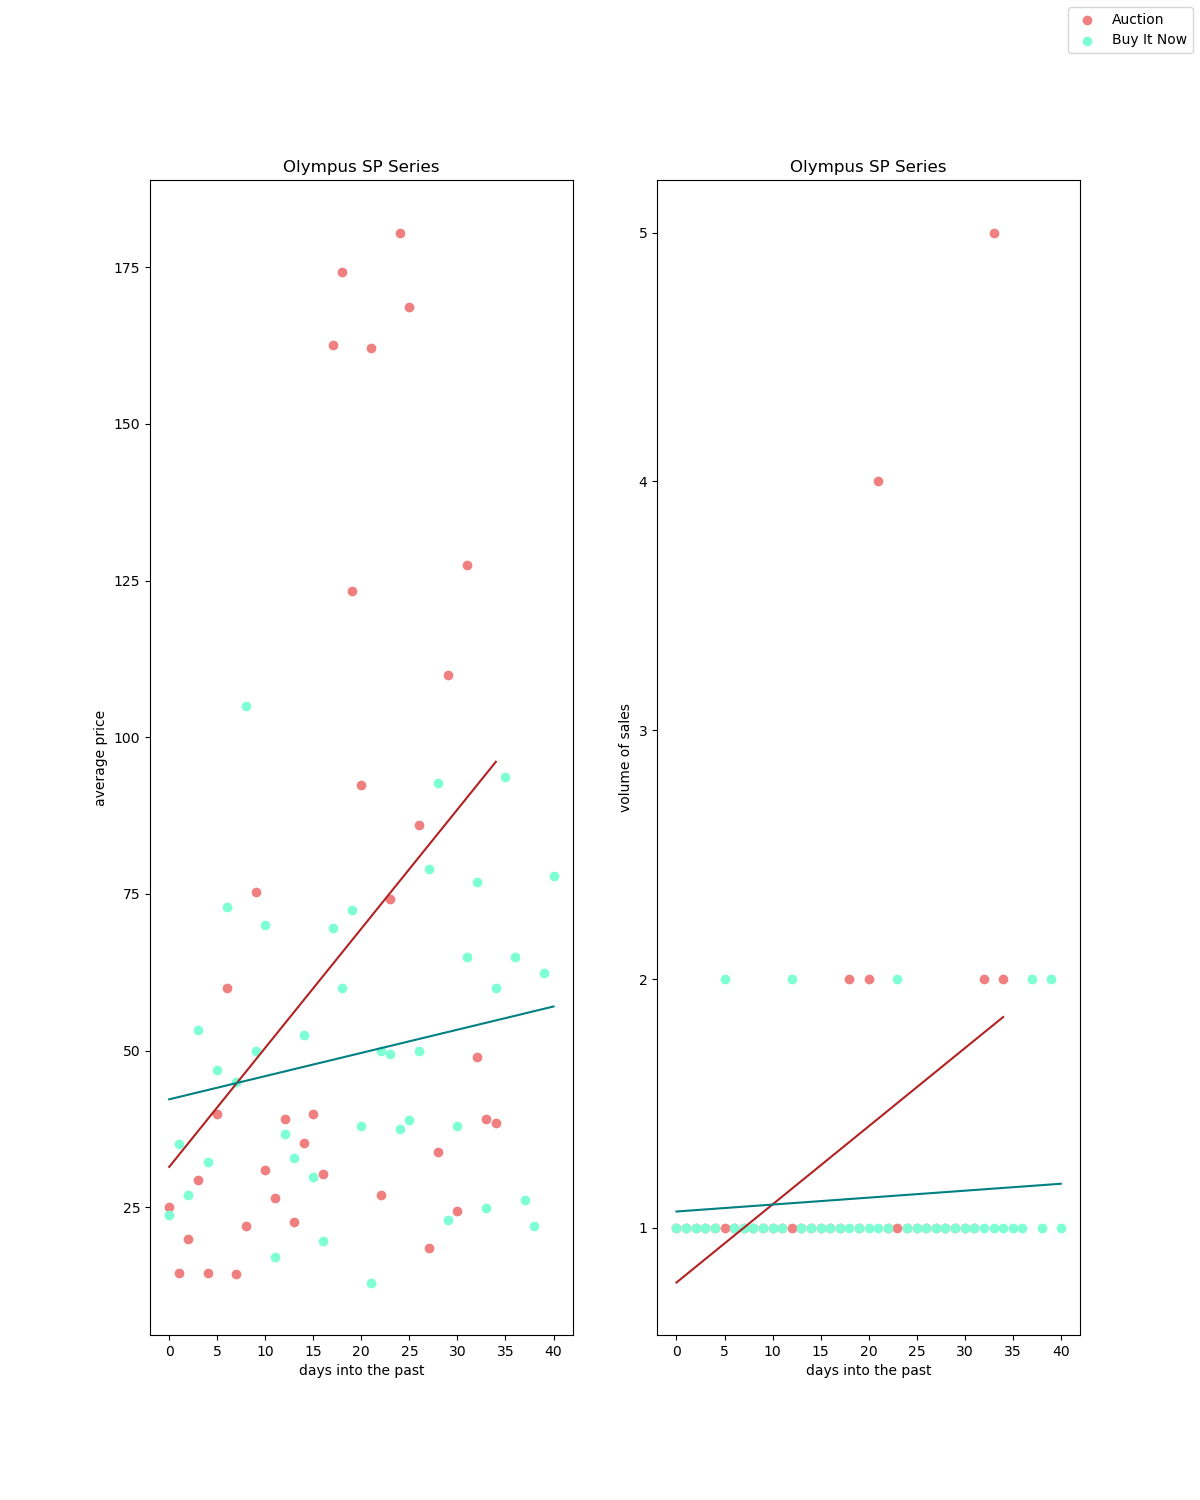 Auction
Buy It Now
Olympus SP Series
average price
175
150
125
100
75
50
25
0 5 10 15 20 25 30 35 40
days into the past
Olympus SP Series
volume of sales
5
4
3
2
1
0 5 10 15 20 25 30 35 40
days into the past